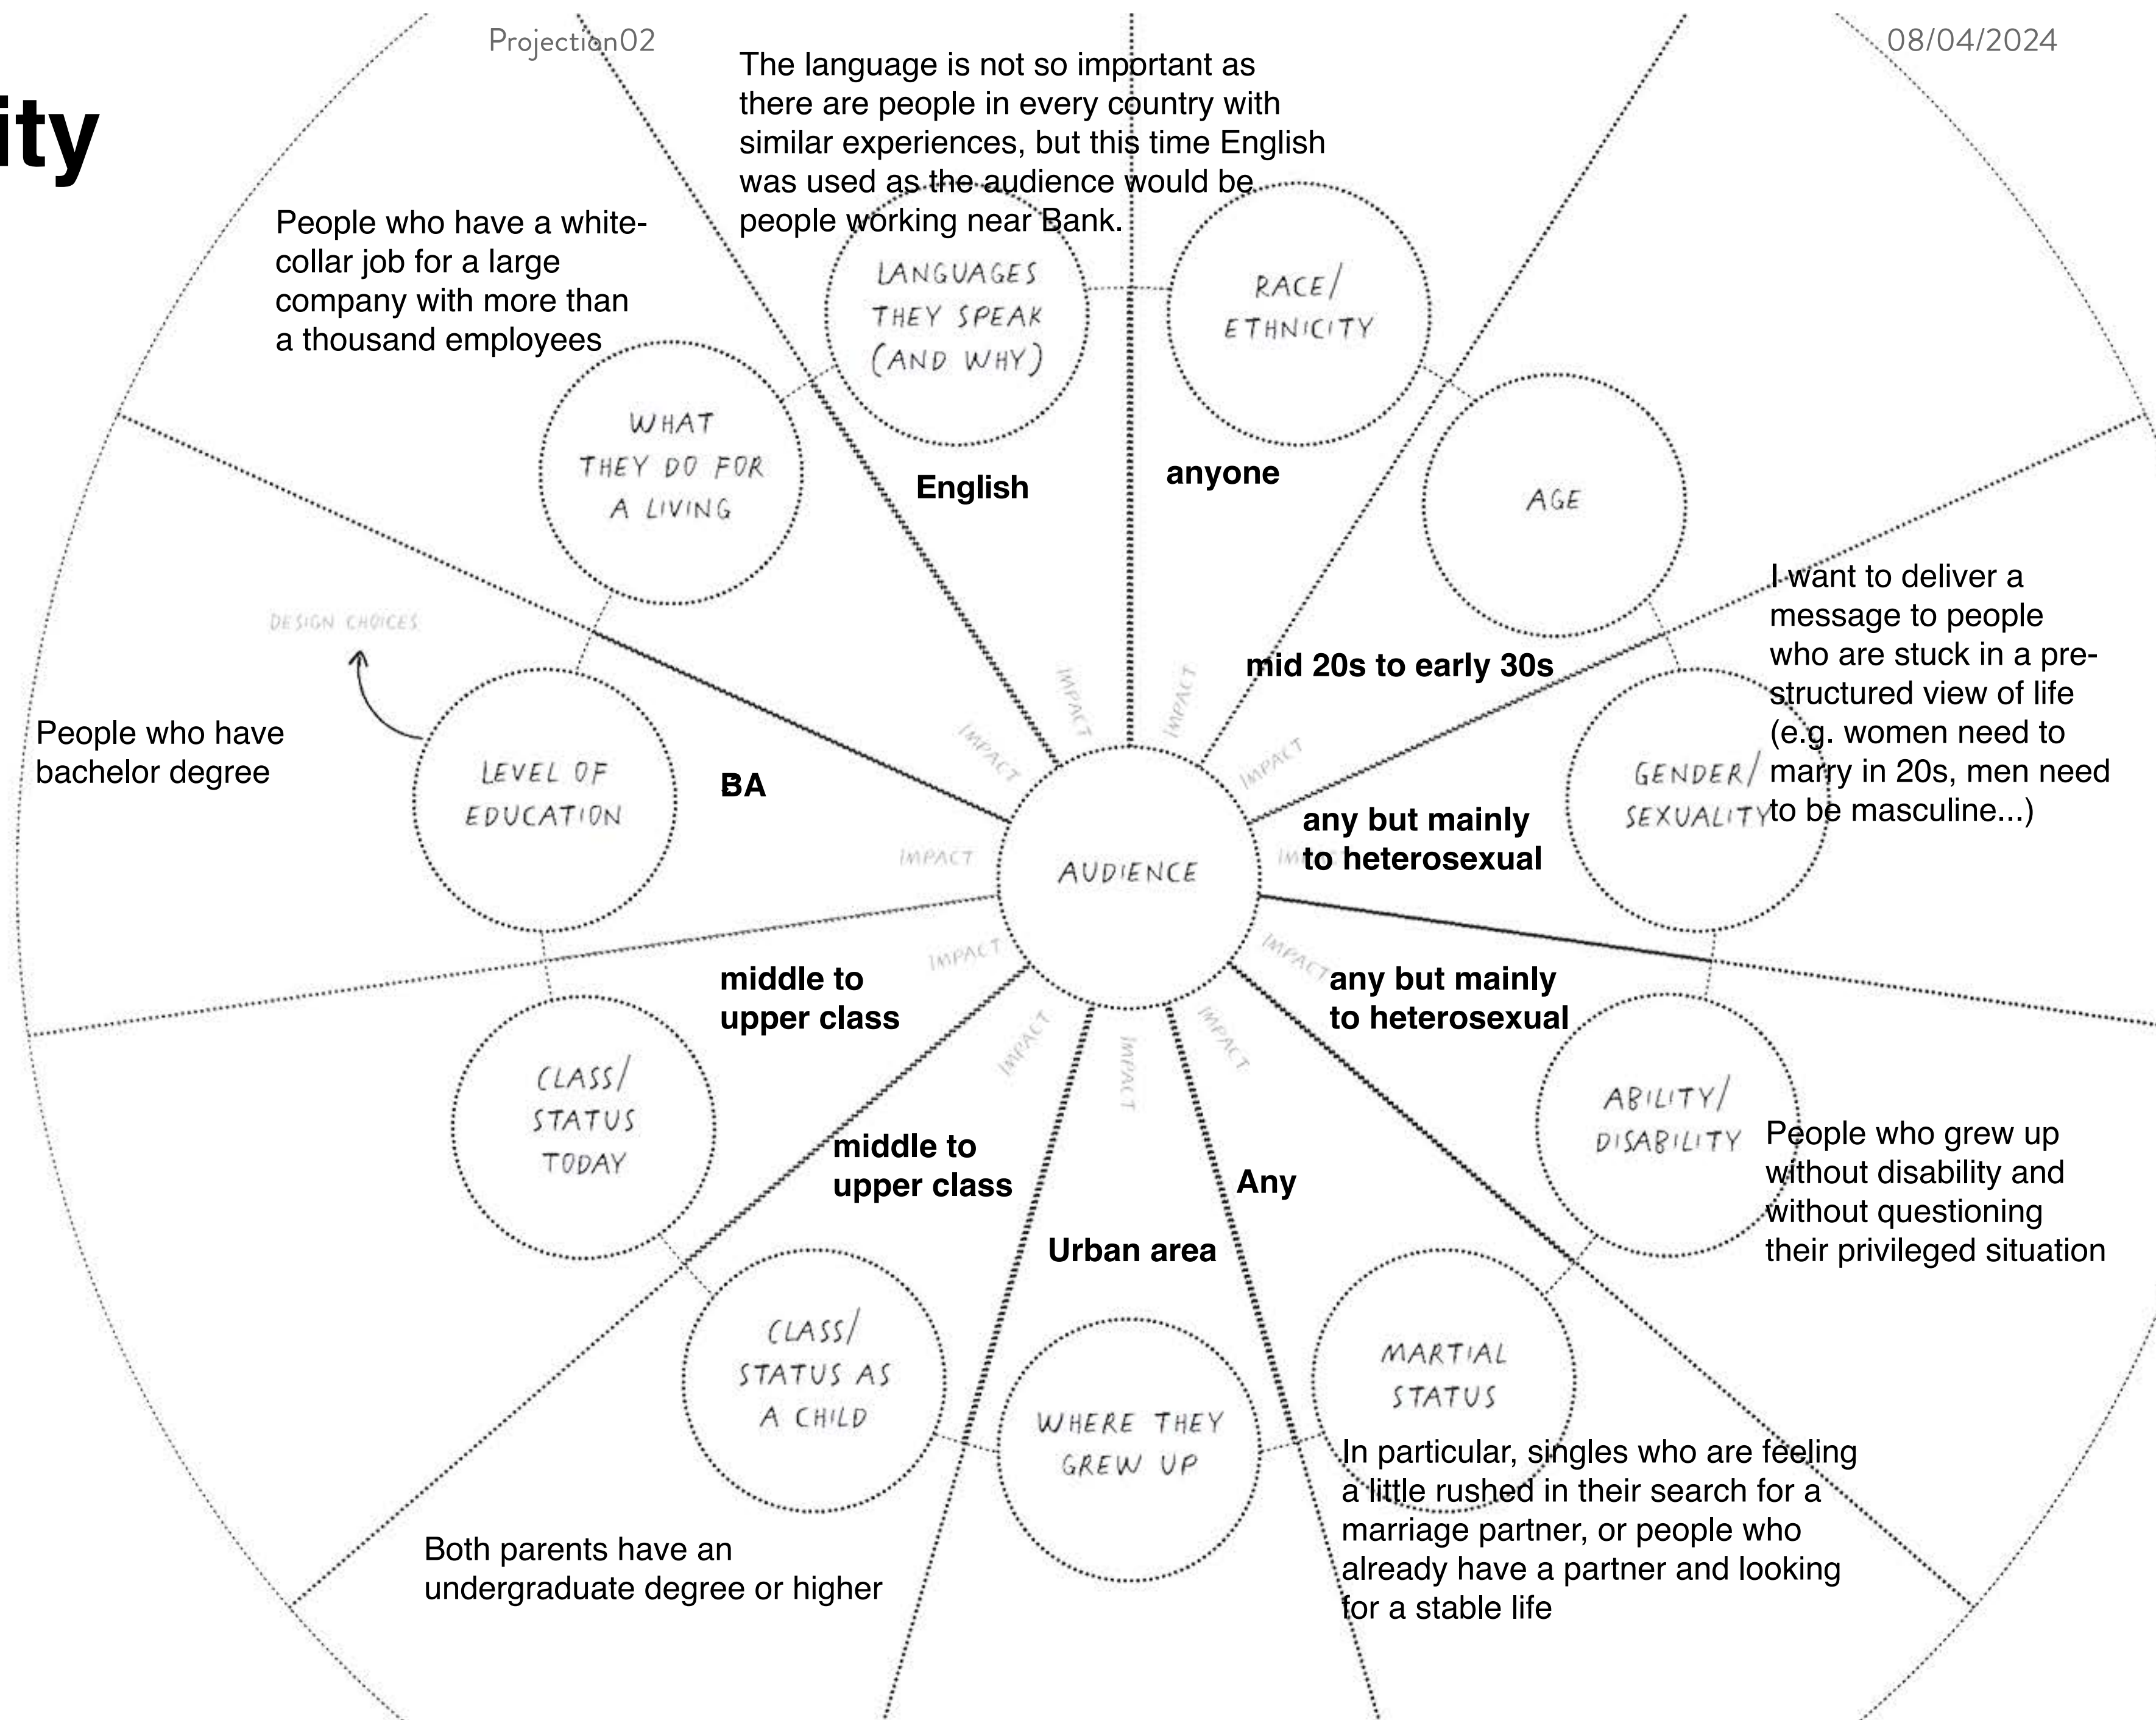 Projection02
08/04/2024
ity
The language is not so important as
there are people in every country with
similar experiences, but this time English
was used as the audience would be
people working near Bank.
People who have a white-
collar job for a large
company with more than
a thousand employees
LANGUAGES
THEY SPEAK
(AND WHY)
RACE/
ETHNICITY
WHAT
THEY DO FOR
A LIVING
AGE
English
anyone
DESIGN CHOICES
mid 20s to early 30s
I want to deliver a
message to people
who are stuck in a pre-
structured view of life
(e.g. women need to
marry in 20s, men need
to be masculine...)
GENDER/
SEXUALITY
People who have
bachelor degree
LEVEL OF
EDUCATION
BA
IMPACT
IMPACT
IMPACT
IMPACT
IMPACT
IMPACT
any but mainly
to heterosexual
AUDIENCE
IMPACT
IMPACT
IMPACT
IMPACT
IMPACT
middle to
upper class
any but mainly
to heterosexual
CLASS/
STATUS
TODAY
ABILITY/
DISABILITY
People who grew up
without disability and
without questioning
their privileged situation
middle to
upper class
Any
Urban area
CLASS/
STATUS AS
A CHILD
WHERE THEY
GREW UP
MARTIAL
STATUS
In particular, singles who are feeling
a little rushed in their search for a
marriage partner, or people who
already have a partner and looking
for a stable life
Both parents have an
undergraduate degree or higher